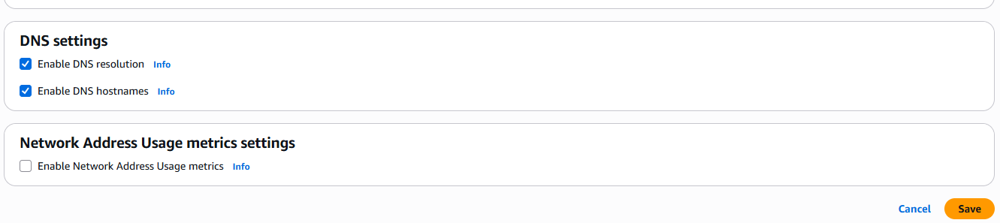 DNS settings
Enable DNS resolution Info
Enable DNS hostnames Info
Network Address Usage metrics settings
Enable Network Address Usage metrics Info
Cancel Save